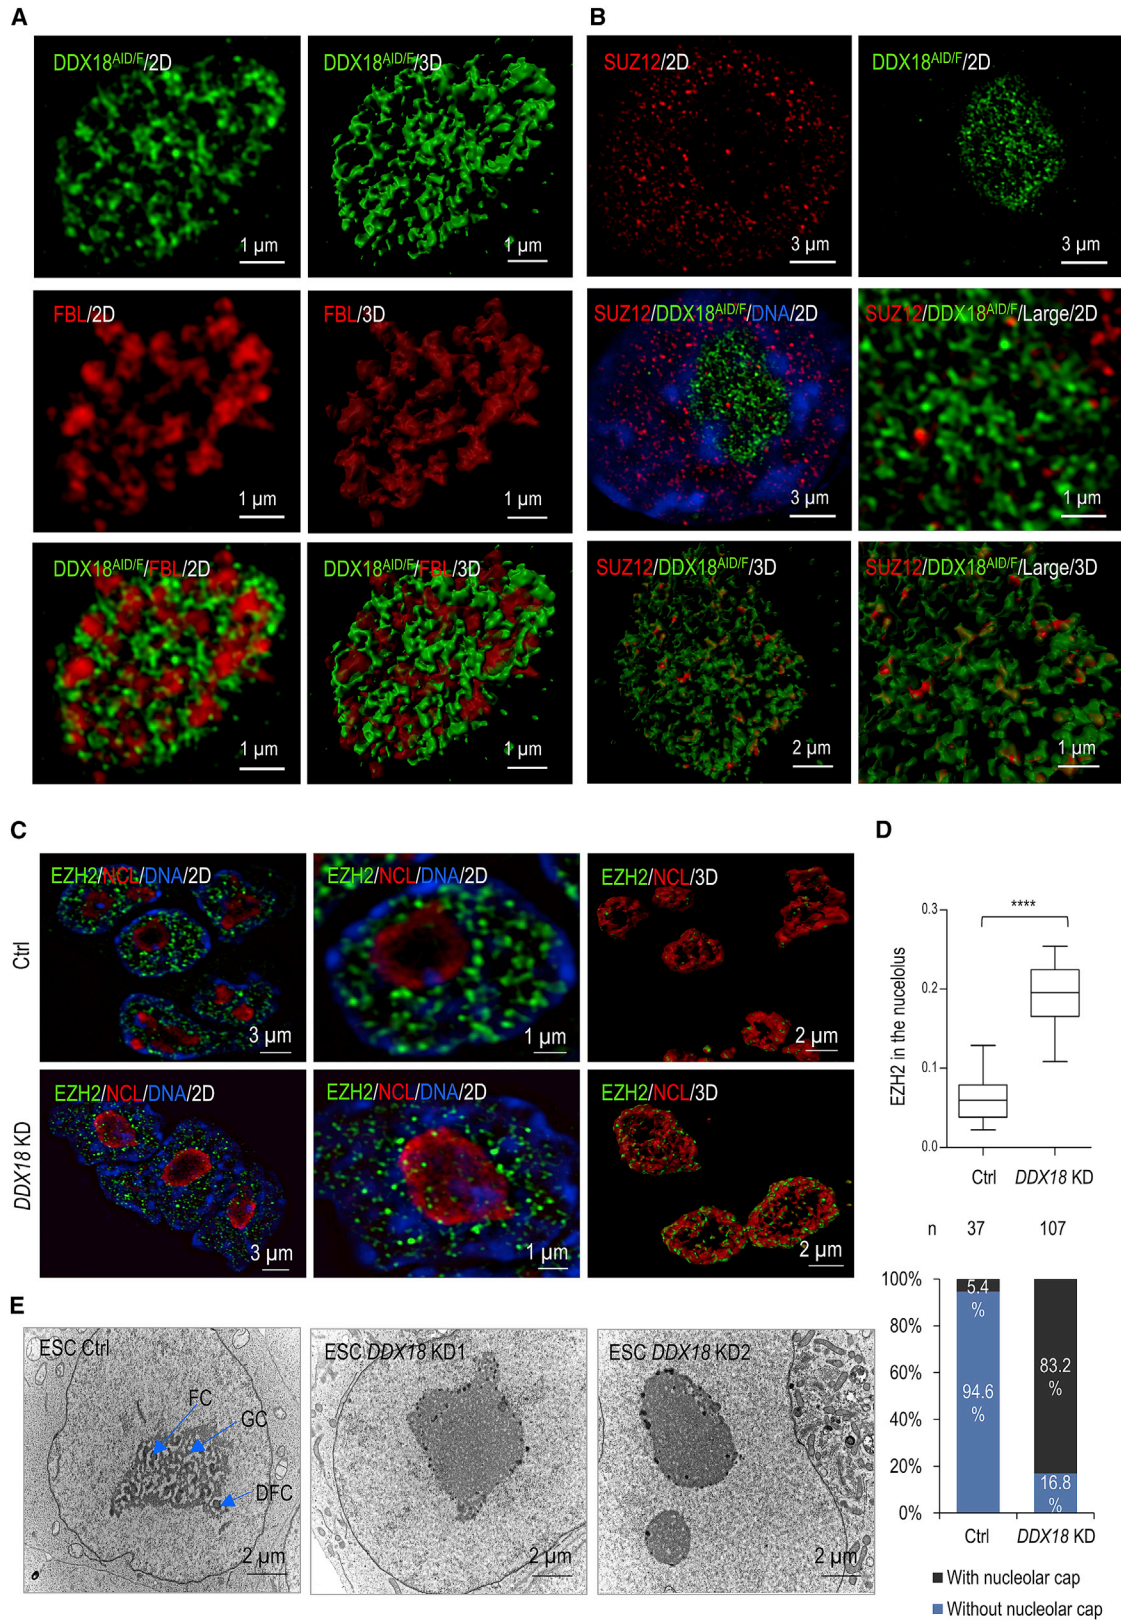 A
DDX18AID/F/2D
1 µm
DDX18AID/F/3D
1 µm
FBL/2D
1 µm
FBL/3D
1 µm
DDX18AID/F/FBL/2D
1 µm
DDX18AID/F/FBL/3D
1 µm
B
SUZ12/2D
3 µm
DDX18AID/F/2D
3 µm
SUZ12/DDX18AID/F/DNA/2D
3 µm
SUZ12/DDX18AID/F/Large/2D
1 µm
SUZ12/DDX18AID/F/3D
2 µm
SUZ12/DDX18AID/F/Large/3D
1 µm
C
Ctrl
EZH2/NCL/DNA/2D
3 µm
EZH2/NCL/DNA/2D
1 µm
EZH2/NCL/3D
2 µm
DDX18 KD
EZH2/NCL/DNA/2D
3 µm
EZH2/NCL/DNA/2D
1 µm
EZH2/NCL/3D
2 µm
D
EZH2 in the nucelolus
0.3
0.2
0.1
0.0
****
Ctrl DDX18 KD
n 37 107
100%
80%
60%
40%
20%
0%
5.4
%
94.6
%
83.2
%
16.8
%
Ctrl DDX18 KD
With nucleolar cap
Without nucleolar cap
E
ESC Ctrl
FC
GC
DFC
2 µm
ESC DDX18 KD1
2 µm
ESC DDX18 KD2
2 µm